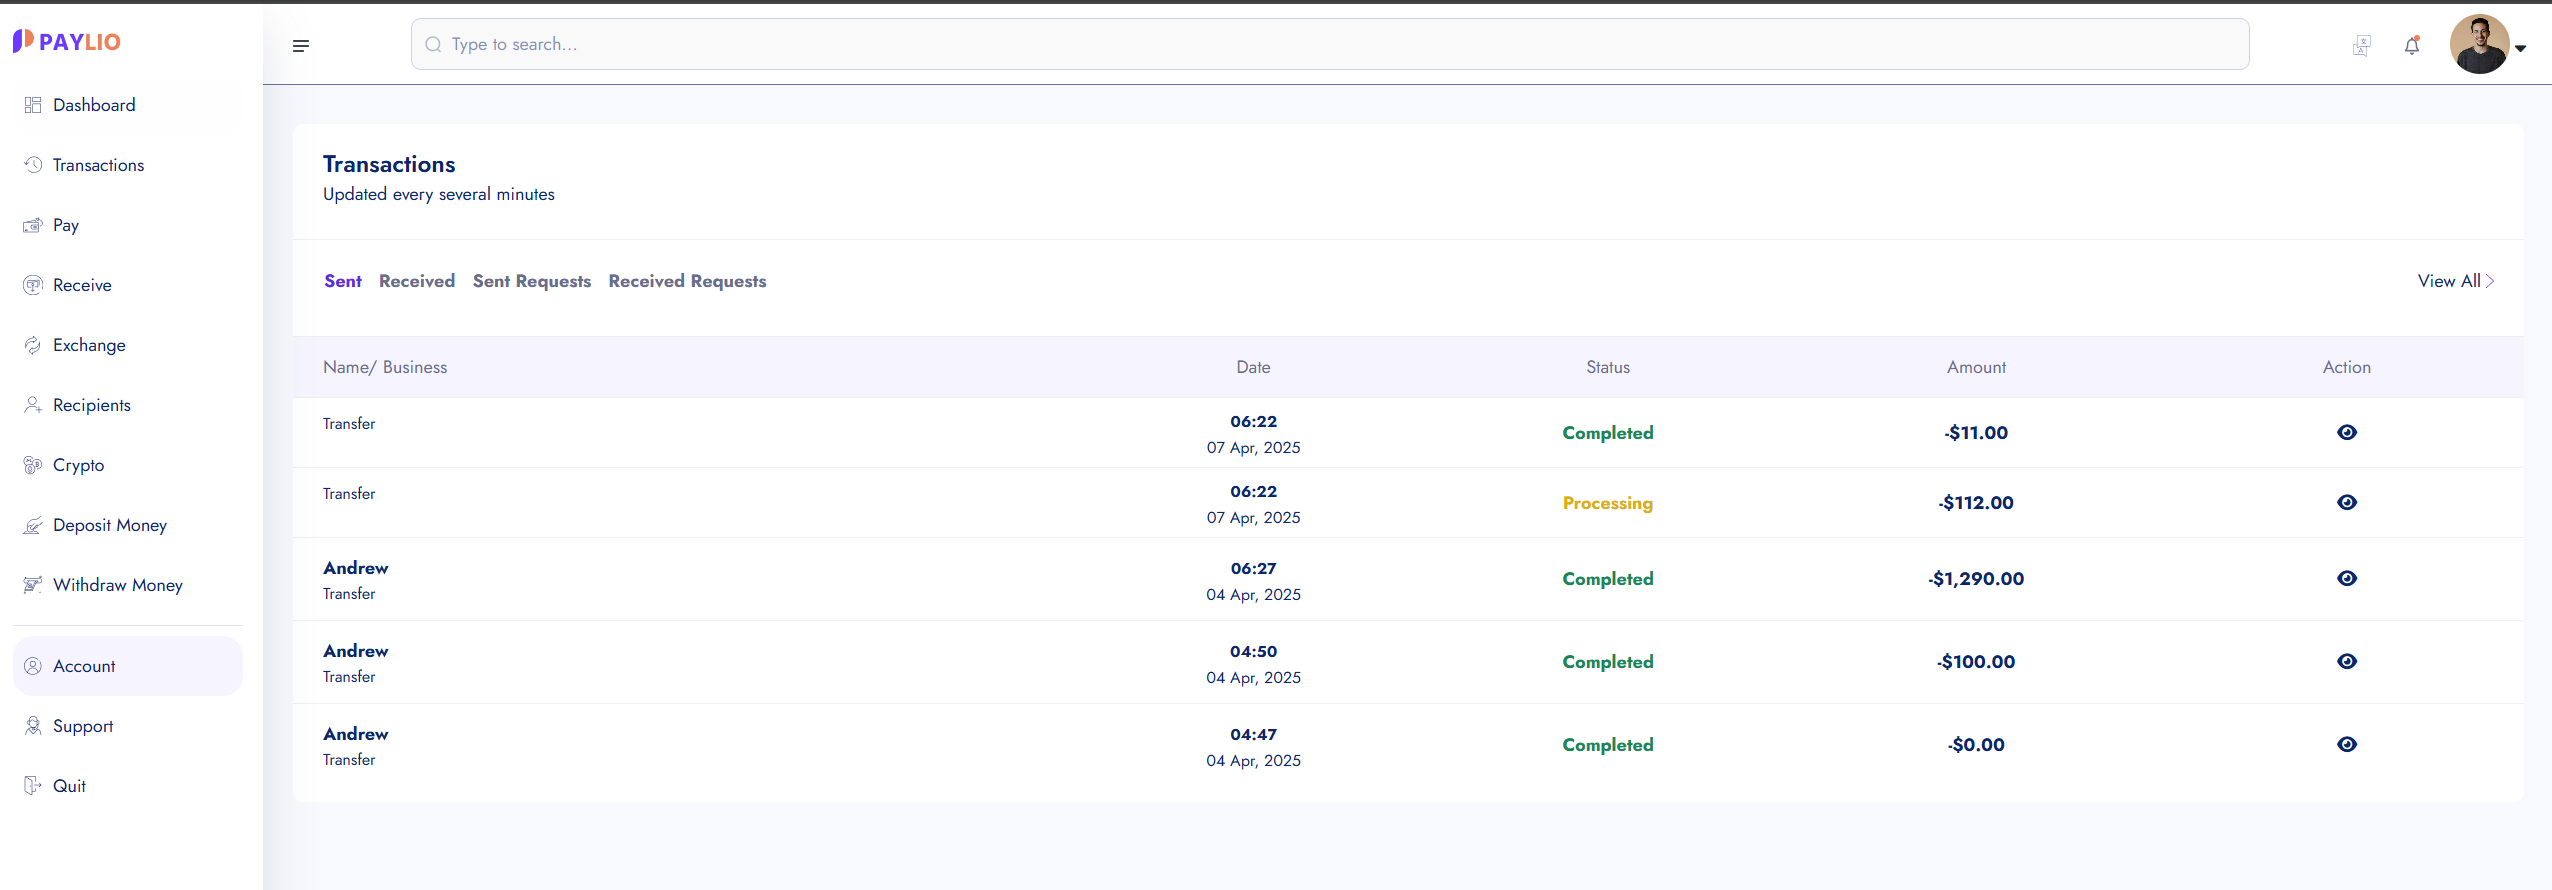 PAYLIO
Type to search...
Dashboard
Transactions
Pay
Receive
Exchange
Recipients
Crypto
Deposit Money
Withdraw Money
Account
Support
Quit
Transactions
Updated every several minutes
Sent Received Sent Requests Received Requests View All
Name/ Business Date Status Amount Action
Transfer 06:22 07 Apr, 2025 Completed -$11.00
Transfer 06:22 07 Apr, 2025 Processing -$112.00
Andrew Transfer 06:27 04 Apr, 2025 Completed -$1,290.00
Andrew Transfer 04:50 04 Apr, 2025 Completed -$100.00
Andrew Transfer 04:47 04 Apr, 2025 Completed -$0.00